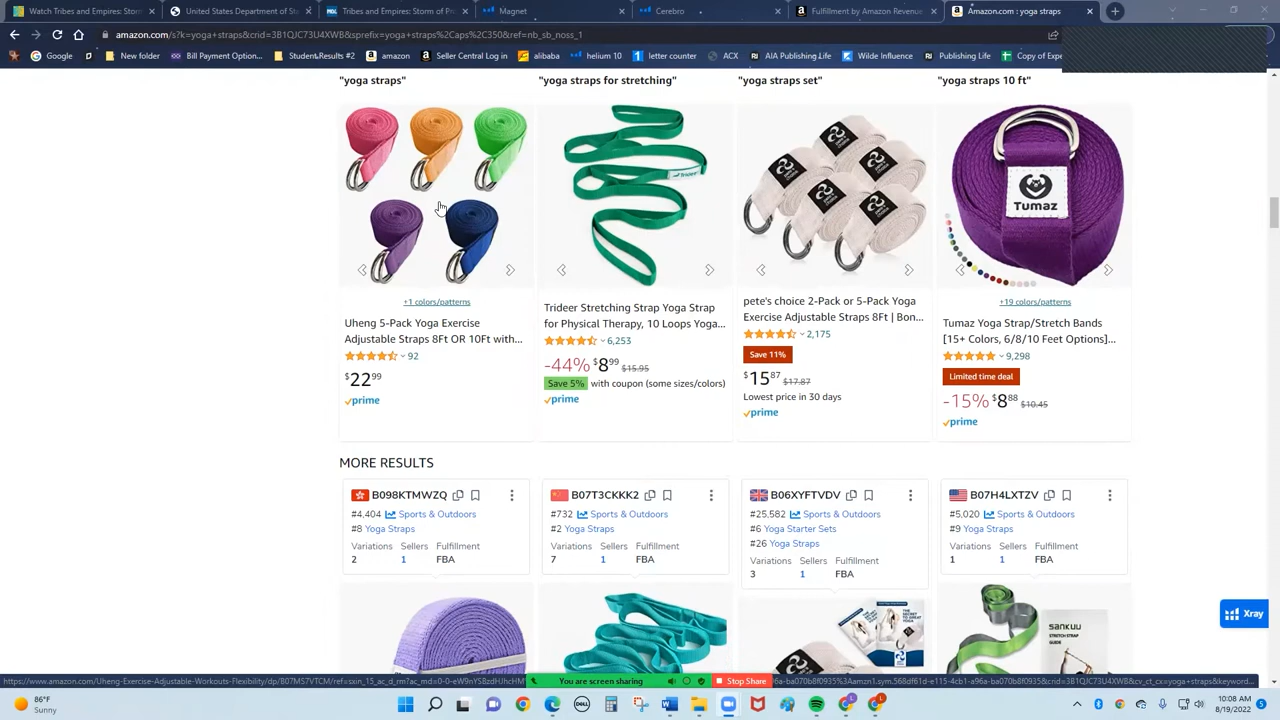 Watch Tribes and Empires: Storm
United States Department of Sta
Tribes and Empires: Storm of Pro
Magnet
Cerebro
Fulfillment by Amazon Revenue
amazon.com : yoga straps
amazon.com/s?k=yoga+straps&crid=3B1QJC73U4XWB&sprefix=yoga+straps%2Caps%2C350&ref=nb_sb_noss_1
Google
New folder
Bill Payment Option...
Student&Results #3
amazon
Seller Central Log in
alibaba
helium 10
letter counter
ACX
AIA.Publishing Life
Wilde Influence
Publishing Life
Copy of Exper
"yoga straps"
"yoga straps for stretching"
"yoga straps set"
"yoga straps 10 ft"
Trideer
Tumaz
+1 colors/patterns
Uheng 5-Pack Yoga Exercise
Adjustable Straps 8Ft OR 10Ft with...
92
$22.99
prime
Trideer Stretching Strap Yoga Strap
for Physical Therapy, 10 Loops Yoga...
6,253
-44% $8.99 $15.95
Save 5% with coupon (some sizes/colors)
prime
pete's choice 2-Pack or 5-Pack Yoga
Exercise Adjustable Straps 8Ft | Bon...
2,175
Save 11%
$15.87 $17.87
Lowest price in 30 days
prime
+19 colors/patterns
Tumaz Yoga Strap/Stretch Bands
[15+ Colors, 6/8/10 Feet Options]...
9,298
Limited time deal
-15% $8.88 $10.45
prime
MORE RESULTS
B098KTMWZQ
#4,404 Sports & Outdoors
#8 Yoga Straps
Variations Sellers Fulfillment
2 1 FBA
B07T3CKKK2
#732 Sports & Outdoors
#2 Yoga Straps
Variations Sellers Fulfillment
7 1 FBA
B06XYFTVDV
#25,582 Sports & Outdoors
#6 Yoga Starter Sets
#26 Yoga Straps
Variations Sellers Fulfillment
3 1 FBA
B07H4LXTZV
#5,020 Sports & Outdoors
#9 Yoga Straps
Variations Sellers Fulfillment
1 1 FBA
SANKUU
STRETCH STRAP
GUIDE
Xray
You are screen sharing
Stop Share
86°F
Sunny
10:08 AM
8/19/2022